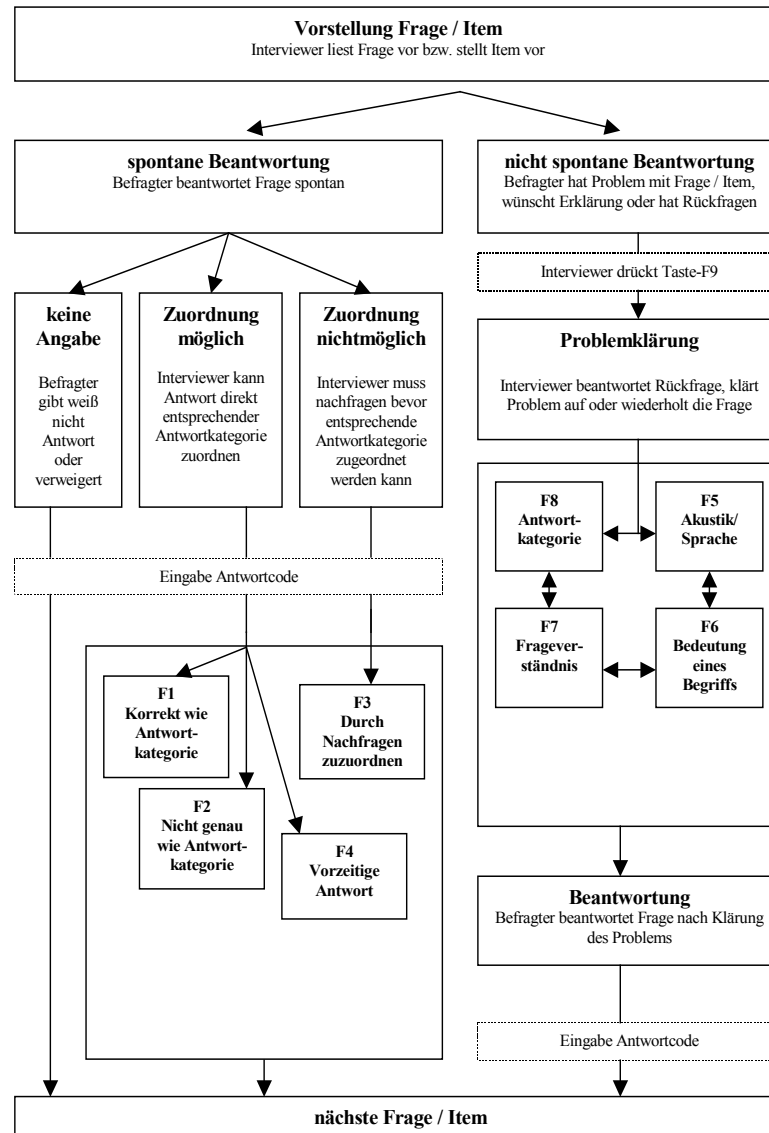 Vorstellung Frage / Item
Interviewer liest Frage vor bzw. stellt Item vor
spontane Beantwortung
Befragter beantwortet Frage spontan
nicht spontane Beantwortung
Befragter hat Problem mit Frage / Item,
wünscht Erklärung oder hat Rückfragen
Interviewer drückt Taste-F9
keine
Angabe
Befragter
gibt weiß
nicht
Antwort
oder
verweigert
Zuordnung
möglich
Interviewer kann
Antwort direkt
entsprechender
Antwortkategorie
zuordnen
Zuordnung
nichtmöglich
Interviewer muss
nachfragen bevor
entsprechende
Antwortkategorie
zugeordnet
werden kann
Problemklärung
Interviewer beantwortet Rückfrage, klärt
Problem auf oder wiederholt die Frage
Eingabe Antwortcode
F8
Antwort-
kategorie
F5
Akustik/
Sprache
F7
Fragever-
ständnis
F6
Bedeutung
eines
Begriffs
F1
Korrekt wie
Antwort-
kategorie
F3
Durch
Nachfragen
zuzuordnen
F2
Nicht genau
wie Antwort-
kategorie
F4
Vorzeitige
Antwort
Beantwortung
Befragter beantwortet Frage nach Klärung
des Problems
Eingabe Antwortcode
nächste Frage / Item